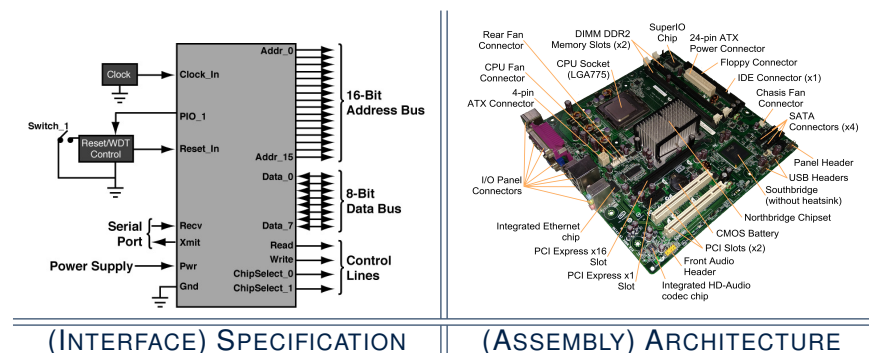 Addr_0
Clock
Clock_In
16-Bit
Address Bus
PIO_1
Switch_1
Reset/WDT
Control
Reset_In
Addr_15
Data_0
8-Bit
Data Bus
Serial
Port
Recv
Data_7
Xmit
Read
Write
Control
Lines
Power Supply
Pwr
ChipSelect_0
Gnd
ChipSelect_1
(INTERFACE) SPECIFICATION
Rear Fan
Connector
DIMM DDR2
Memory Slots (x2)
SuperIO
Chip
24-pin ATX
Power Connector
Floppy Connector
CPU Fan
Connector
CPU Socket
(LGA775)
IDE Connector (x1)
4-pin
ATX Connector
Chasis Fan
Connector
SATA
Connectors (x4)
Panel Header
I/O Panel
Connectors
USB Headers
Southbridge
(without heatsink)
Northbridge Chipset
Integrated Ethernet
chip
CMOS Battery
PCI Express x16
Slot
PCI Slots (x2)
Front Audio
Header
PCI Express x1
Slot
Integrated HD-Audio
codec chip
(ASSEMBLY) ARCHITECTURE